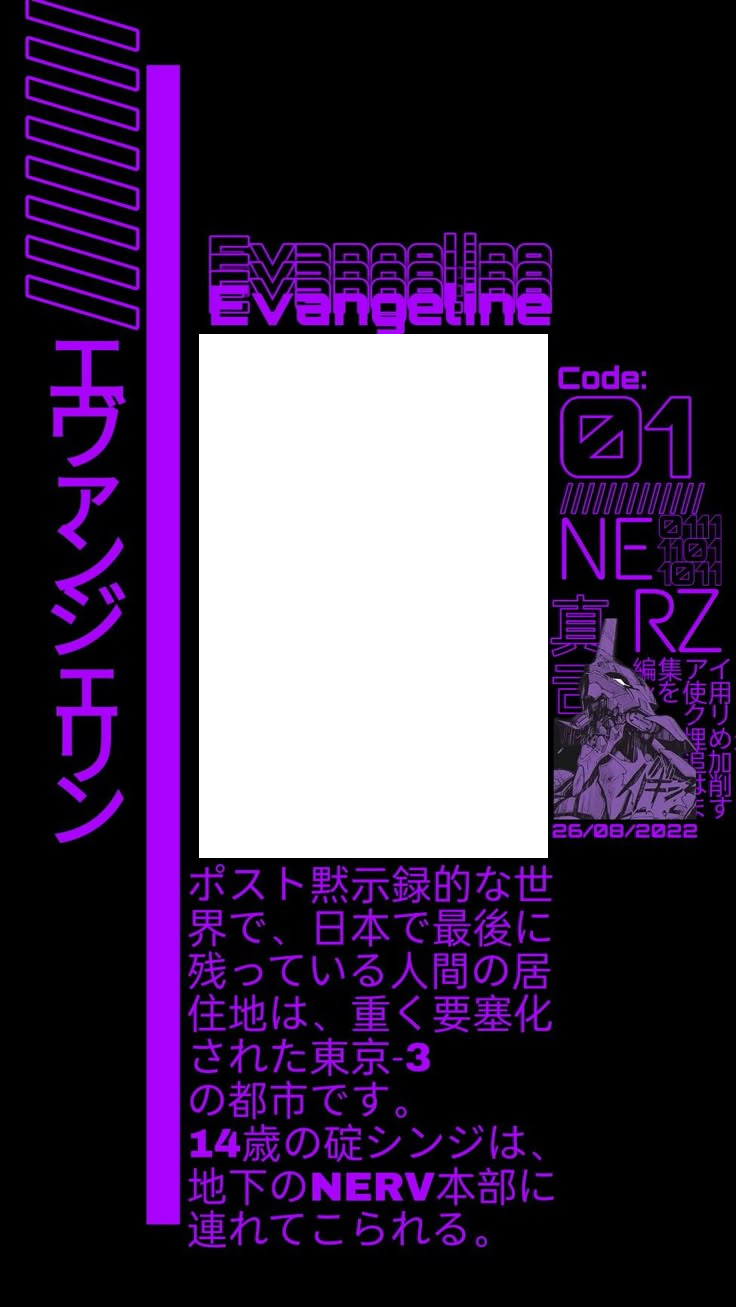 エヴァンジェリン
Evangeline
Evangeline
Evangeline
Evangeline
Code:
01
NE
0111
1101
1011
RZ
真
言
26/08/2022
ポスト黙示録的な世
界で、日本で最後に
残っている人間の居
住地は、重く要塞化
された東京-3
の都市です。
14歳の碇シンジは、
地下のNERV本部に
連れてこられる。